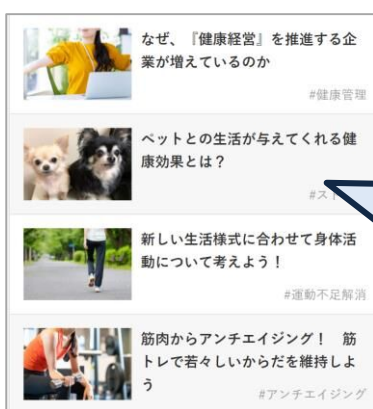 なぜ、『健康経営』を推進する企
業が増えているのか
#健康管理
ペットとの生活が与えてくれる健
康効果とは？
#スト
新しい生活様式に合わせて身体活
動について考えよう！
#運動不足解消
筋肉からアンチエイジング！　筋
トレで若々しいからだを維持しよ
う
#アンチエイジング